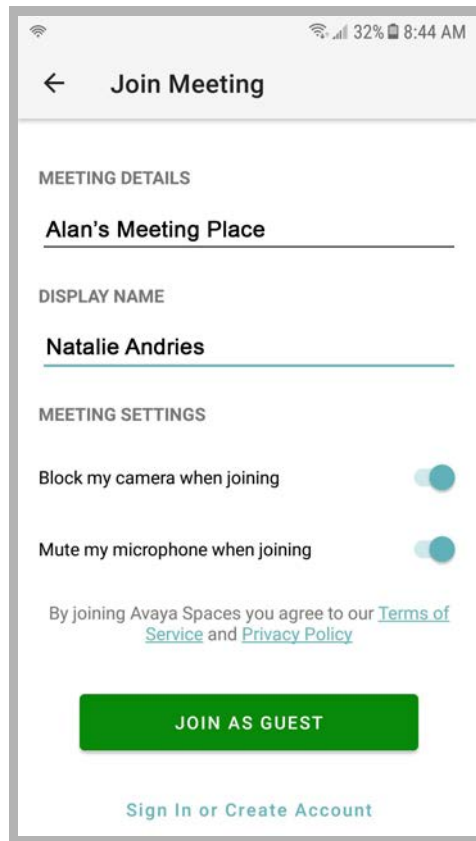 32% 8:44 AM
Join Meeting
MEETING DETAILS
Alan's Meeting Place
DISPLAY NAME
Natalie Andries
MEETING SETTINGS
Block my camera when joining
Mute my microphone when joining
By joining Avaya Spaces you agree to our Terms of
Service and Privacy Policy
JOIN AS GUEST
Sign In or Create Account